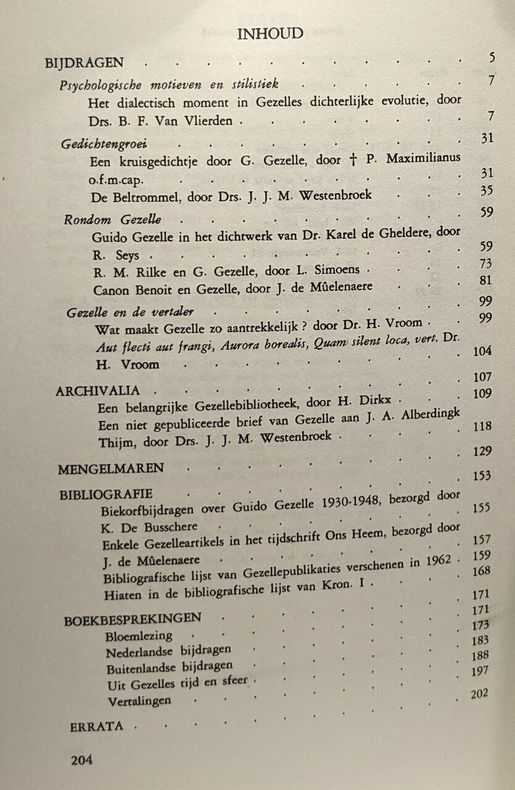 INHOUD
BIJDRAGEN . . . . . . . . . . 5
Psychologische motieven en stilistiek . . . . . . 7
Het dialectisch moment in Gezelles dichterlijke evolutie, door
Drs. B. F. Van Vlierden . . . . . . . 7
Gedichtengroei . . . . . . . . . 31
Een kruisgedichtje door G. Gezelle, door † P. Maximilianus
o.f.m.cap. . . . . . . . . . 31
De Beltrommel, door Drs. J. J. M. Westenbroek . . . 35
Rondom Gezelle . . . . . . . . . 59
Guido Gezelle in het dichtwerk van Dr. Karel de Gheldere, door
R. Seys . . . . . . . . . . 59
R. M. Rilke en G. Gezelle, door L. Simoens . . . . 73
Canon Benoit en Gezelle, door J. de Mûelenaere . . . 81
Gezelle en de vertaler . . . . . . . . 99
Wat maakt Gezelle zo aantrekkelijk ? door Dr. H. Vroom . . 99
Aut flecti aut frangi, Aurora borealis, Quam silent loca, vert. Dr.
H. Vroom . . . . . . . . . 104
ARCHIVALIA . . . . . . . . . . 107
Een belangrijke Gezellebibliotheek, door H. Dirkx . . . 109
Een niet gepubliceerde brief van Gezelle aan J. A. Alberdingk
Thijm, door Drs. J. J. M. Westenbroek . . . . 118
MENGELMAREN . . . . . . . . 129
BIBLIOGRAFIE . . . . . . . . . 153
Biekorfbijdragen over Guido Gezelle 1930-1948, bezorgd door
K. De Busschere . . . . . . . . 155
Enkele Gezelleartikels in het tijdschrift Ons Heem, bezorgd door
J. de Mûelenaere . . . . . . . . 157
Bibliografische lijst van Gezellepublikaties verschenen in 1962 . 159
Hiaten in de bibliografische lijst van Kron. I . . . . 168
BOEKBESPREKINGEN . . . . . . . . 171
Bloemlezing . . . . . . . . . 171
Nederlandse bijdragen . . . . . . . 173
Buitenlandse bijdragen . . . . . . . 183
Uit Gezelles tijd en sfeer . . . . . . . 188
Vertalingen . . . . . . . . . 197
ERRATA . . . . . . . . . . . 202
204